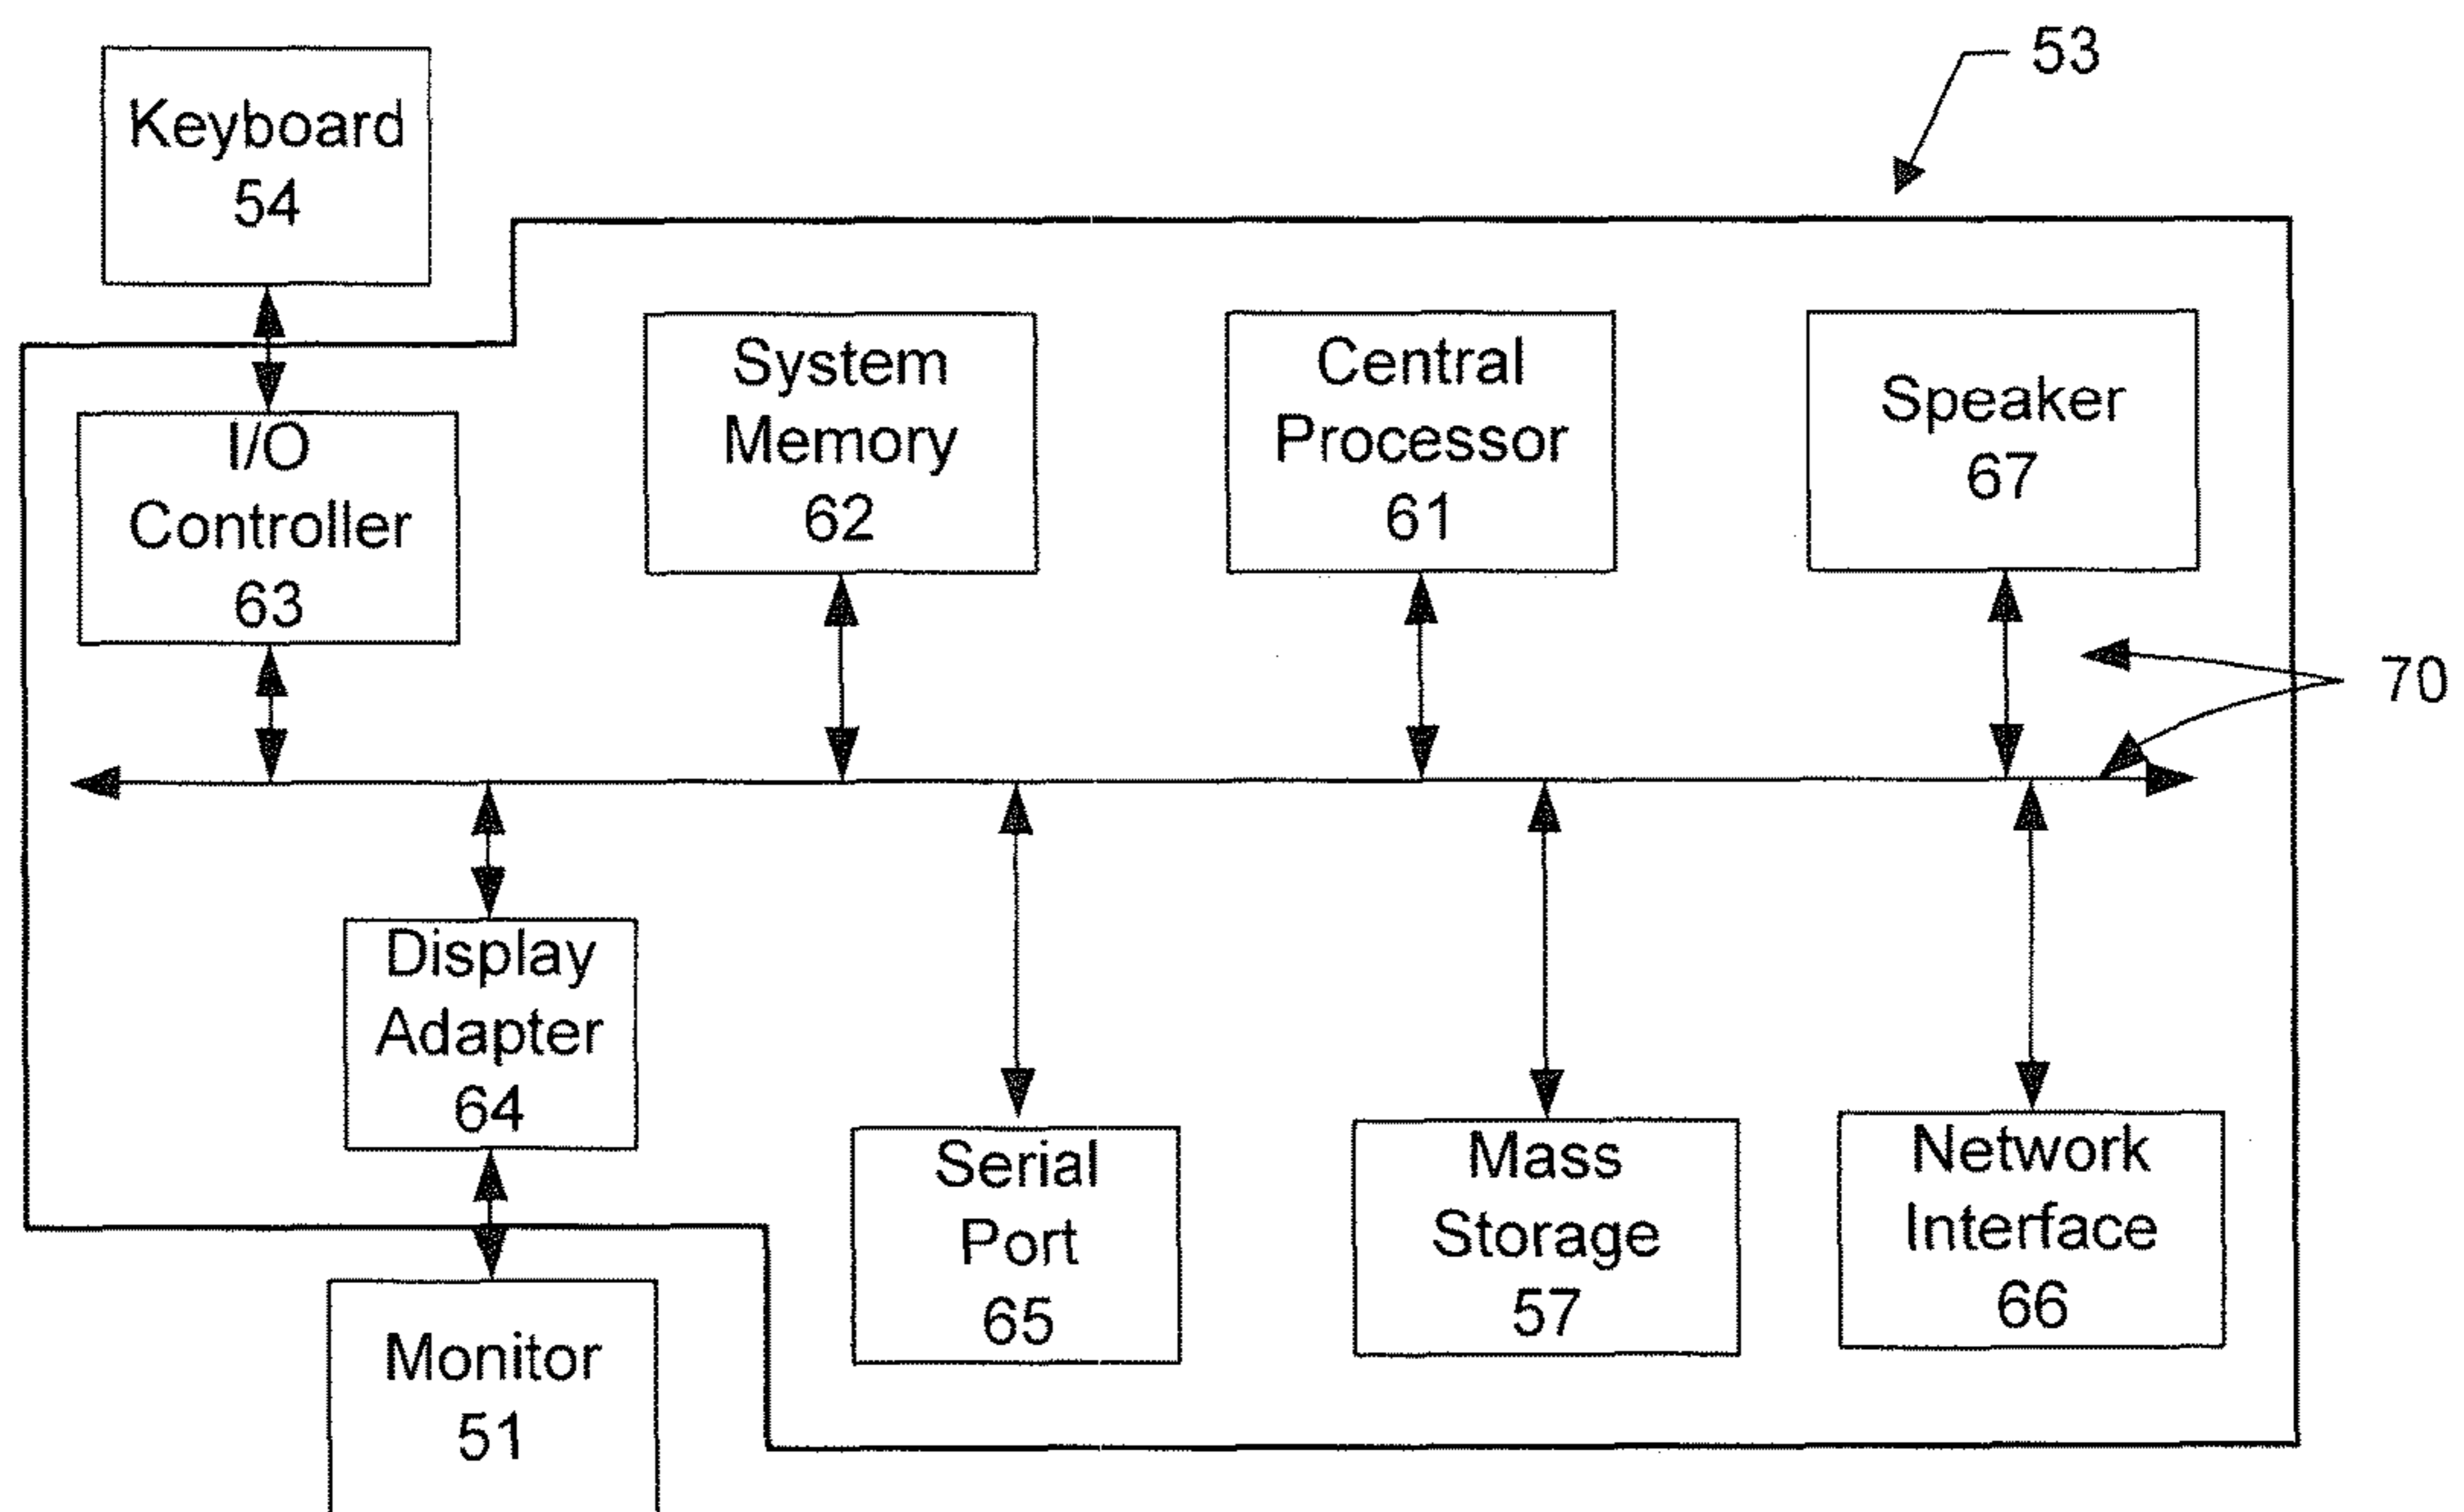 53
Keyboard
54
System
Memory
62
Central
Processor
61
Speaker
67
I/O
Controller
63
70
Display
Adapter
64
Serial
Port
65
Mass
Storage
57
Network
Interface
66
Monitor
51